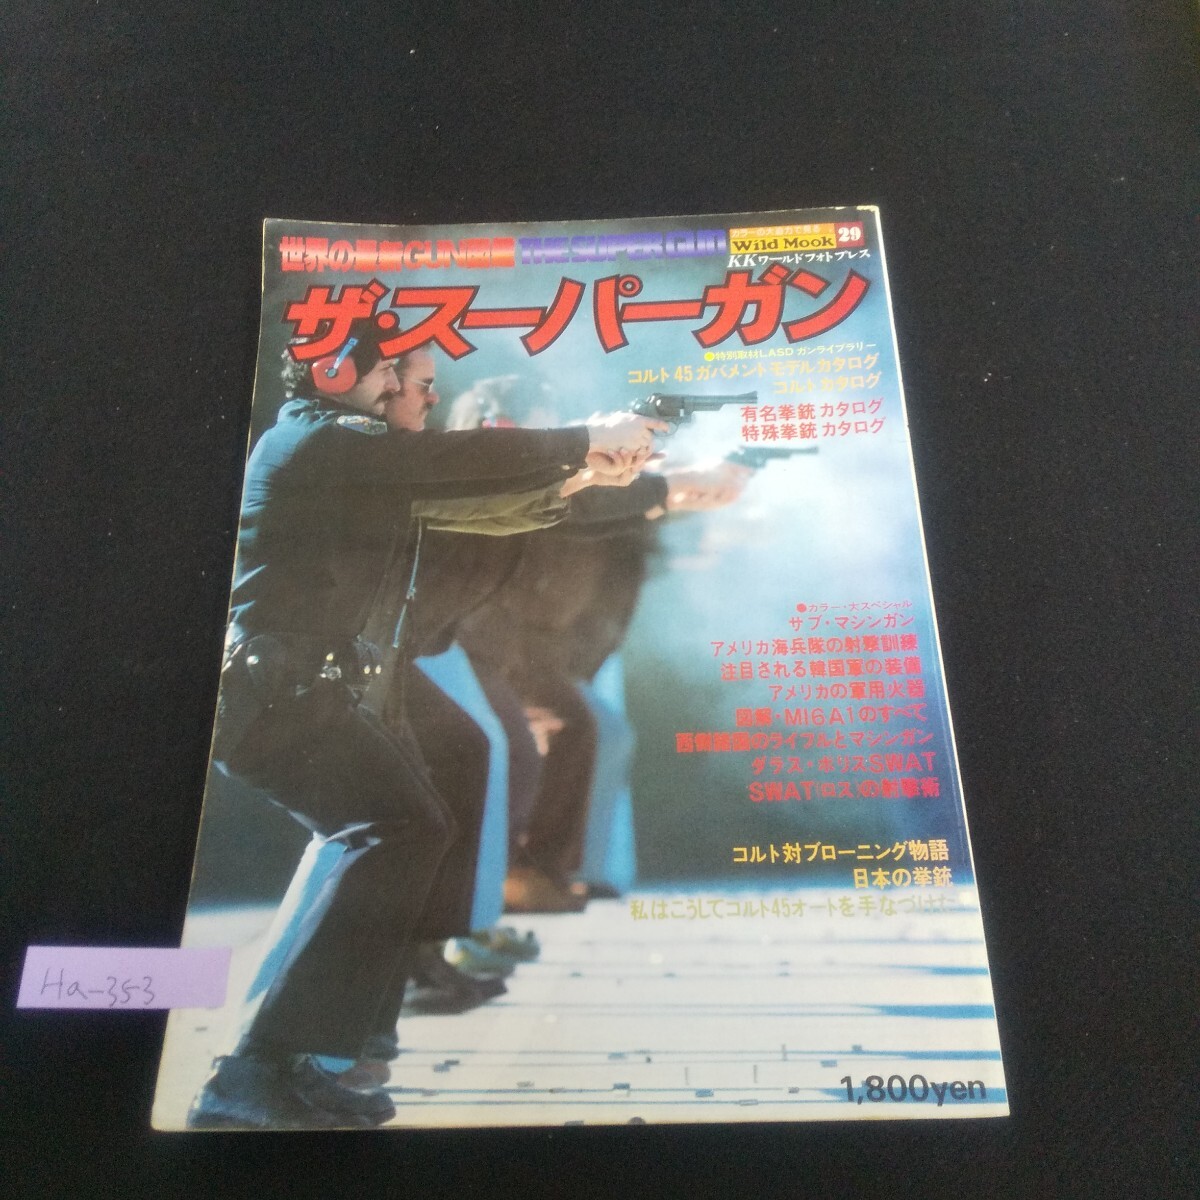 世界の最新GUN図鑑 THE SUPER GUN
カラーの大迫力で見る
Wild Mook 29
KKワールドフォトプレス
ザ・スーパーガン
●特別取材LASD ガンライブラリー
コルト45ガバメントモデルカタログ
コルトカタログ
有名拳銃カタログ
特殊拳銃カタログ
●カラー・大スペシャル
サブ・マシンガン
アメリカ海兵隊の射撃訓練
注目される韓国軍の装備
アメリカの軍用火器
図解・M16A1のすべて
西側諸国のライフルとマシンガン
ダラス・ポリスSWAT
SWAT(ロス)の射撃術
コルト対ブローニング物語
日本の拳銃
私はこうしてコルト45オートを手なづけた
Ha-353
1,800yen